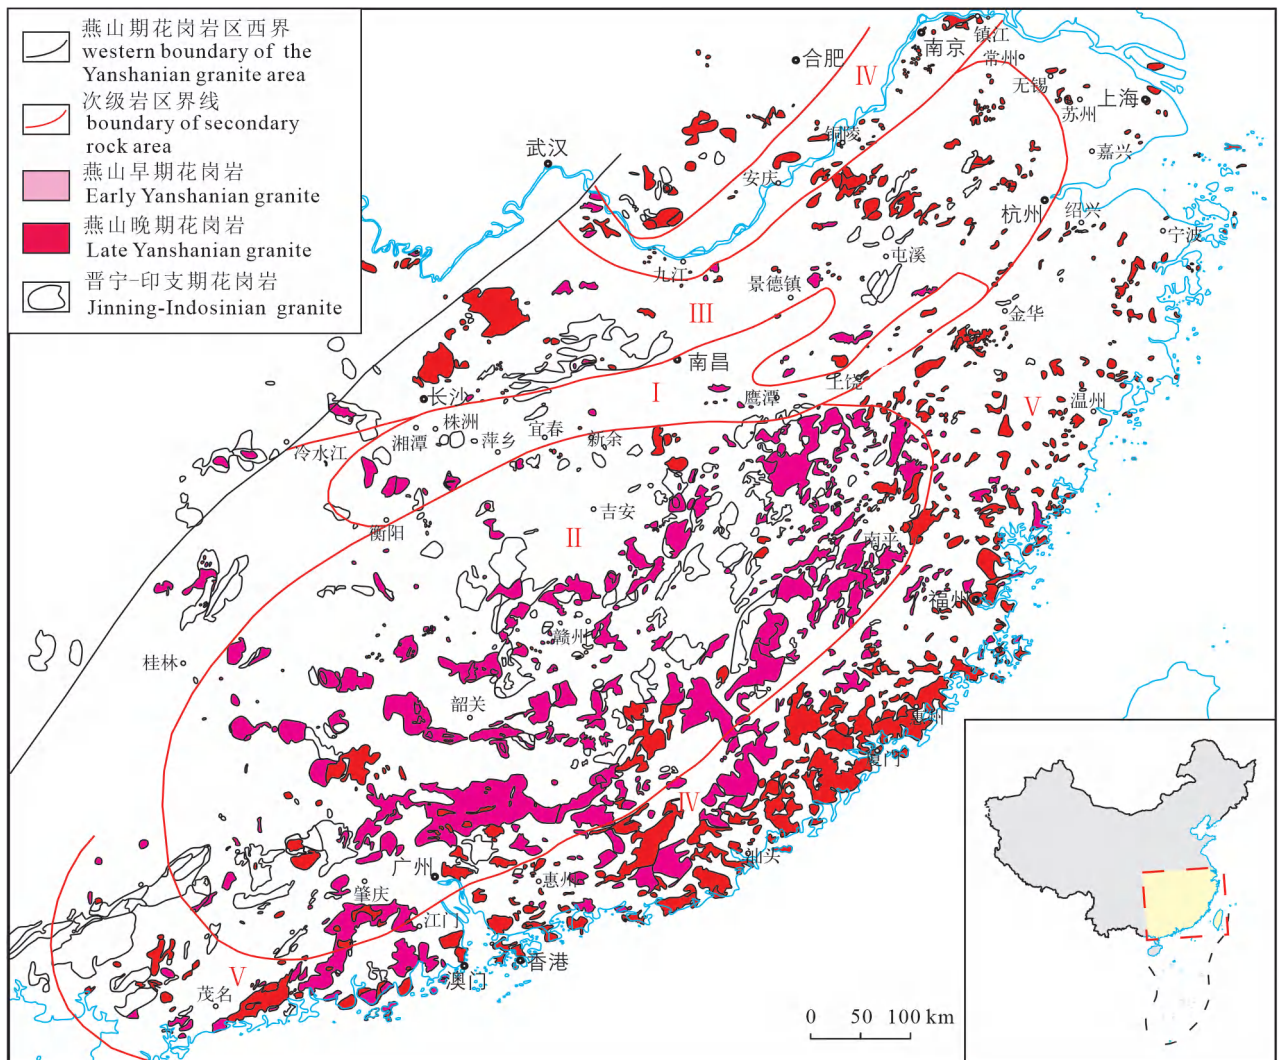 燕山期花岗岩区西界
western boundary of the
Yanshanian granite area
次级岩区界线
boundary of secondary
rock area
燕山早期花岗岩
Early Yanshanian granite
燕山晚期花岗岩
Late Yanshanian granite
晋宁-印支期花岗岩
Jinning-Indosinian granite
合肥
IV
南京
镇江
常州
无锡
苏州
上海
嘉兴
武汉
铜陵
安庆
杭州
绍兴
宁波
屯溪
九江
景德镇
金华
III
南昌
长沙
I
鹰潭
上饶
V
温州
株洲
湘潭
萍乡
宜春
新余
冷水江
衡阳
吉安
II
南平
福州
赣州
桂林
韶关
厦门
IV
汕头
广州
惠州
肇庆
江门
V
茂名
澳门
香港
0 50 100 km